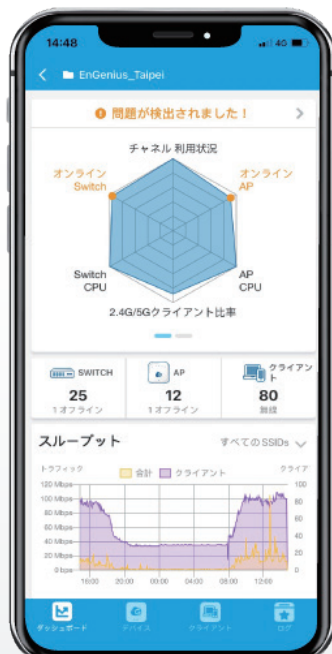 14:48
4G
EnGenius_Taipei
問題が検出されました！
チャネル 利用状況
オンライン
Switch
オンライン
AP
Switch
CPU
AP
CPU
2.4G/5Gクライアント比率
SWITCH
25
1 オフライン
AP
12
1 オフライン
クライアン
ト
80
無線
スループット
すべてのSSIDs
トラフィック
合計
クライアント
クライア
120 Mbps
100 Mbps
80 Mbps
60 Mbps
40 Mbps
20 Mbps
0 bps
100
80
60
40
20
0
16:00
20:00
00:00
04:00
08:00
12:00
ダッシュボード
デバイス
クライアント
ログ